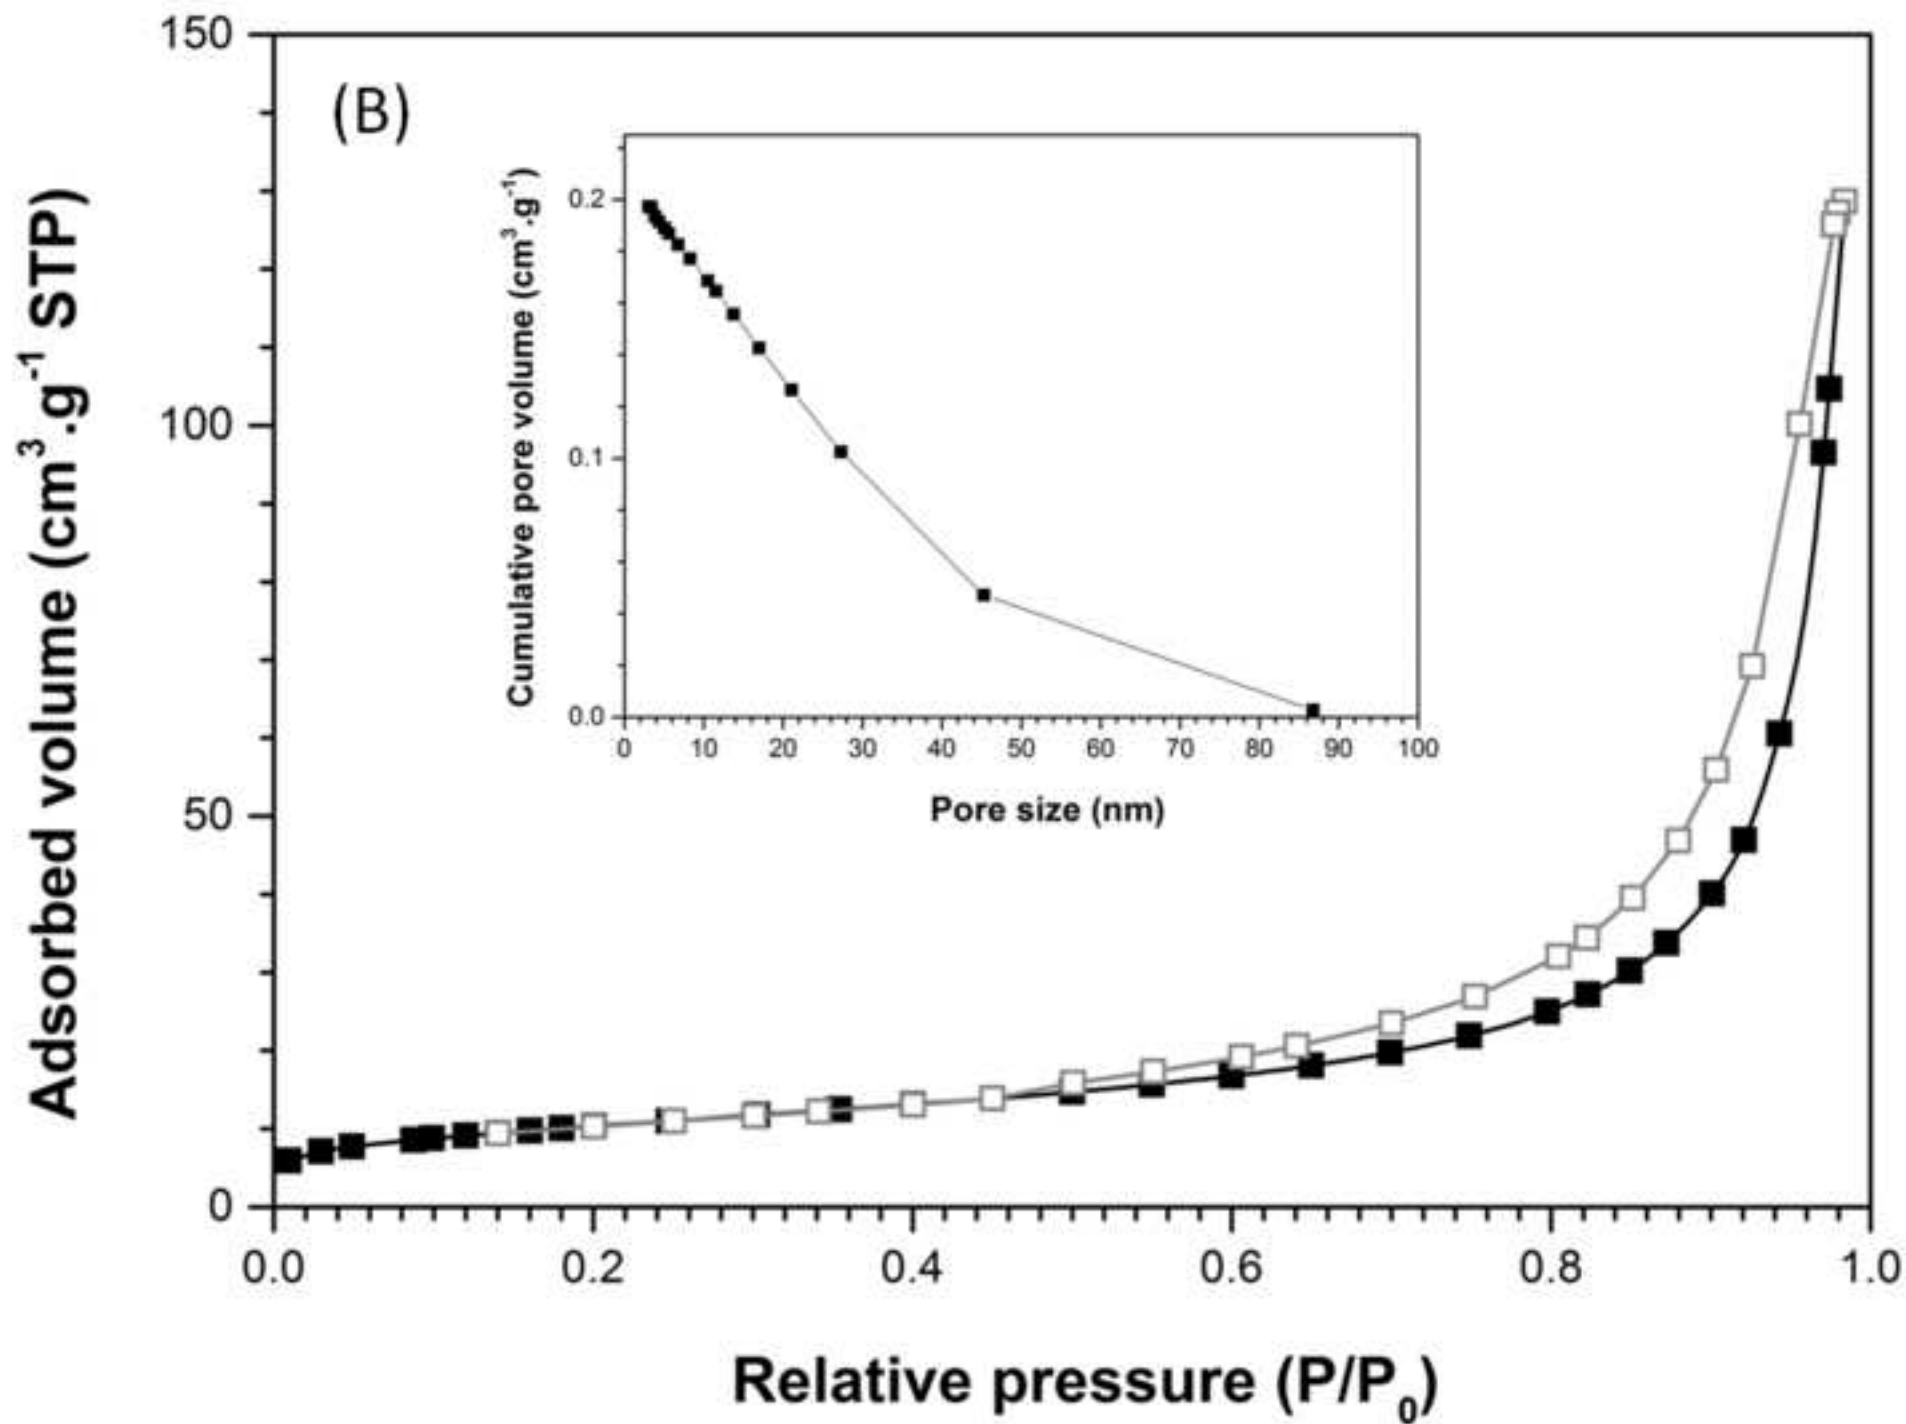 (B)
Adsorbed volume (cm³.g⁻¹ STP)
150
100
50
0
0.0 0.2 0.4 0.6 0.8 1.0
Relative pressure (P/P₀)
Cumulative pore volume (cm³.g⁻¹)
0.2
0.1
0.0
0 10 20 30 40 50 60 70 80 90 100
Pore size (nm)